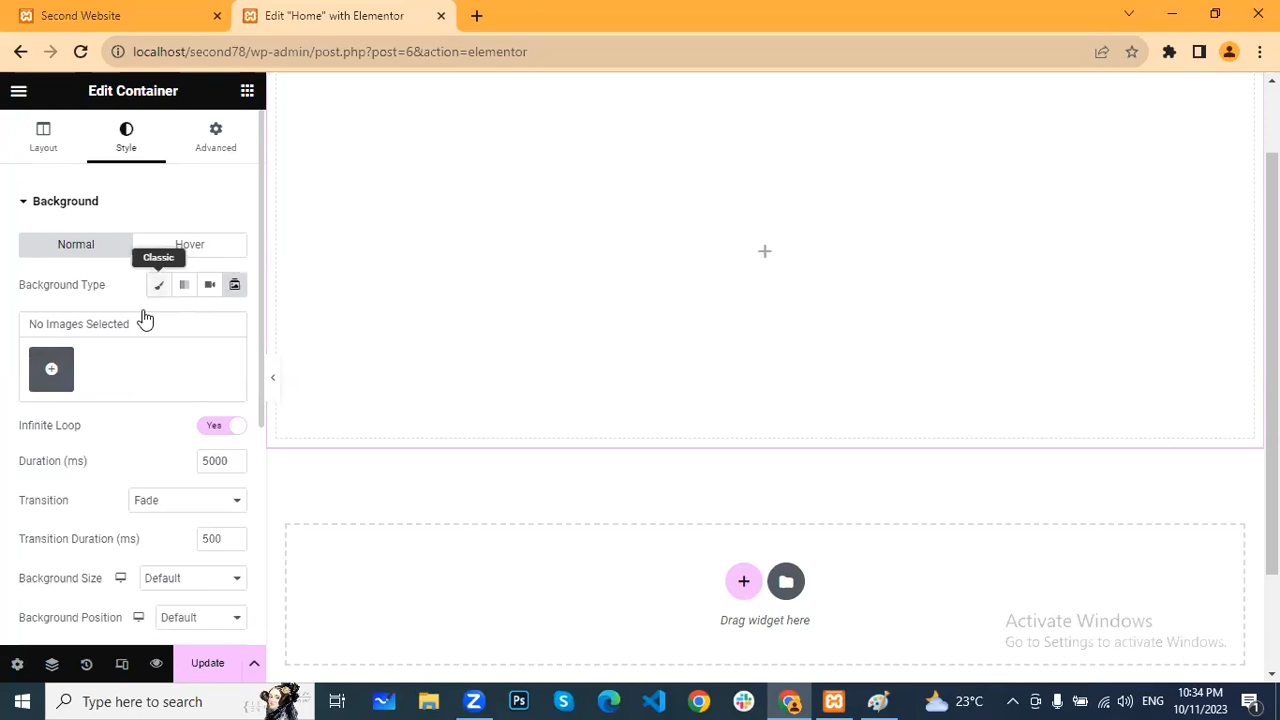 Second Website
Edit "Home" with Elementor
localhost/second78/wp-admin/post.php?post=6&action=elementor
Edit Container
Layout
Style
Advanced
Background
Normal
Hover
Classic
Background Type
No Images Selected
Infinite Loop
Yes
Duration (ms)
5000
Transition
Fade
Transition Duration (ms)
500
Background Size
Default
Background Position
Default
Update
Drag widget here
Activate Windows
Go to Settings to activate Windows.
Type here to search
23°C
ENG
10:34 PM
10/11/2023
1